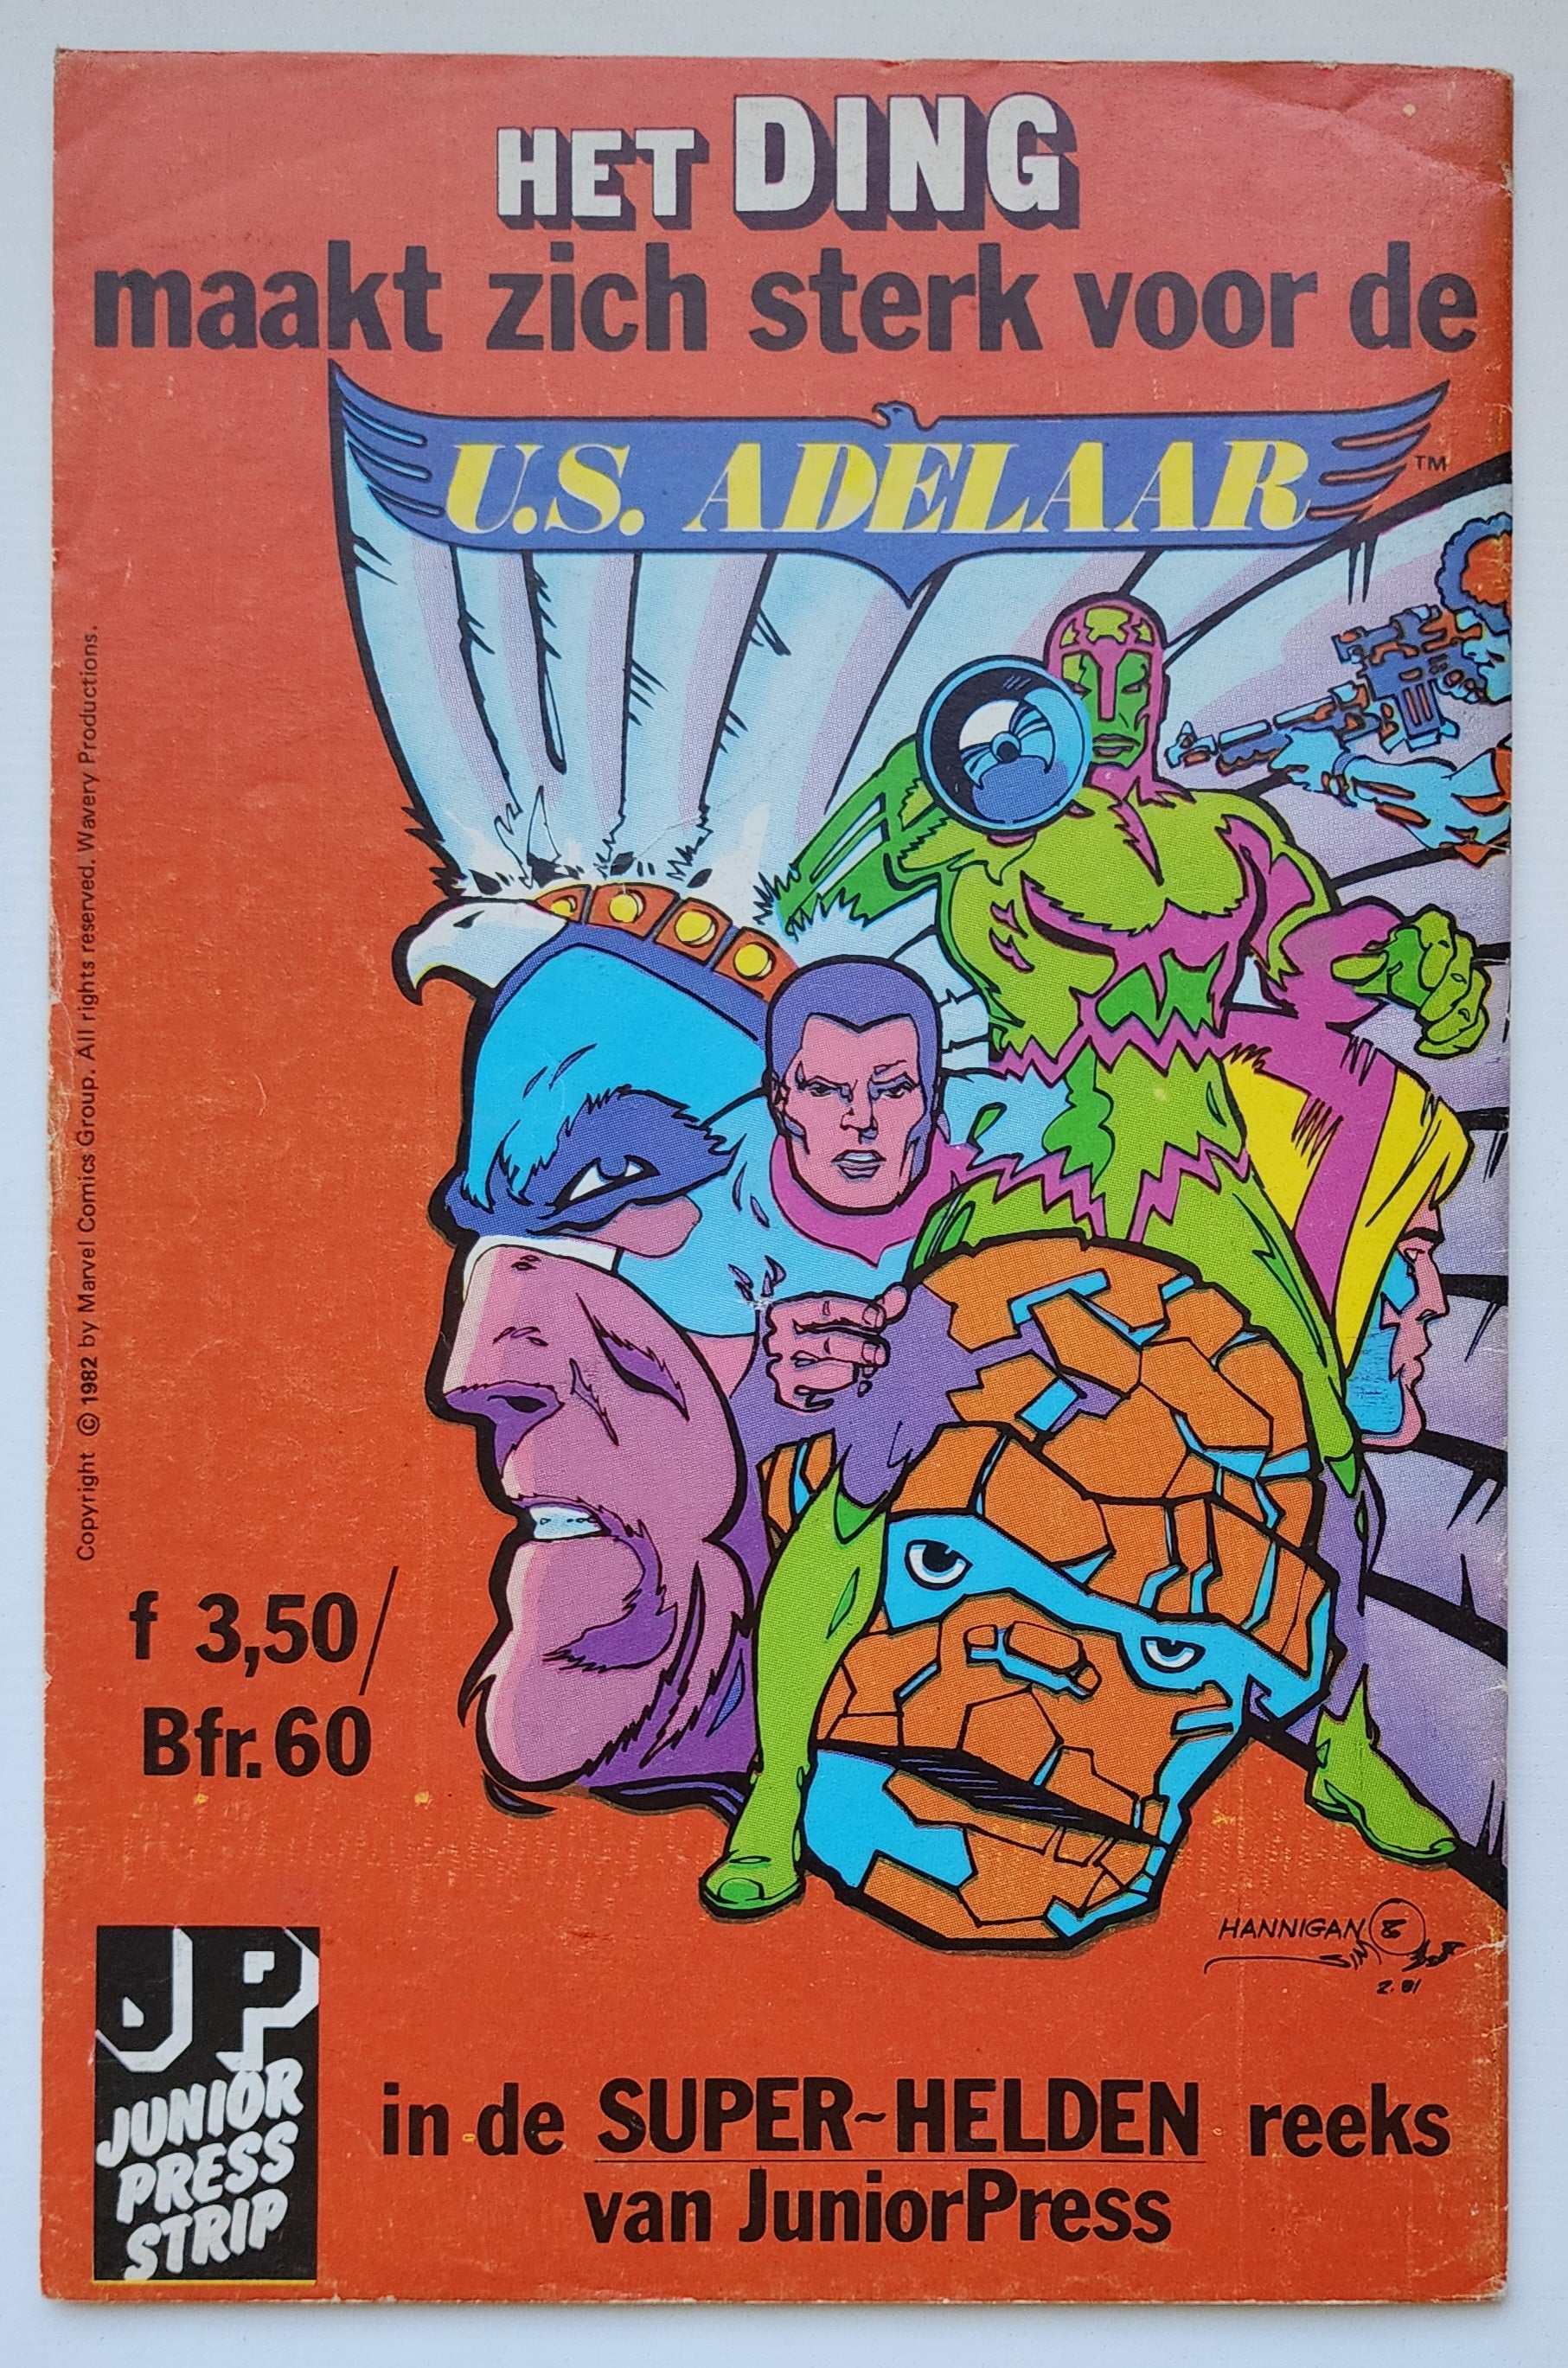 HET DING
maakt zich sterk voor de
U.S. ADELAAR
TM
Copyright © 1982 by Marvel Comics Group. All rights reserved. Wavery Productions.
f 3,50/
Bfr. 60
HANNIGAN
2.81
JP
JUNIOR
PRESS
STRIP
in de SUPER~HELDEN reeks
van JuniorPress